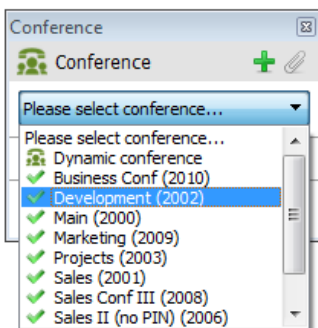 Conference
Conference
Please select conference...
Please select conference...
Dynamic conference
Business Conf (2010)
Development (2002)
Main (2000)
Marketing (2009)
Projects (2003)
Sales (2001)
Sales Conf III (2008)
Sales II (no PIN) (2006)